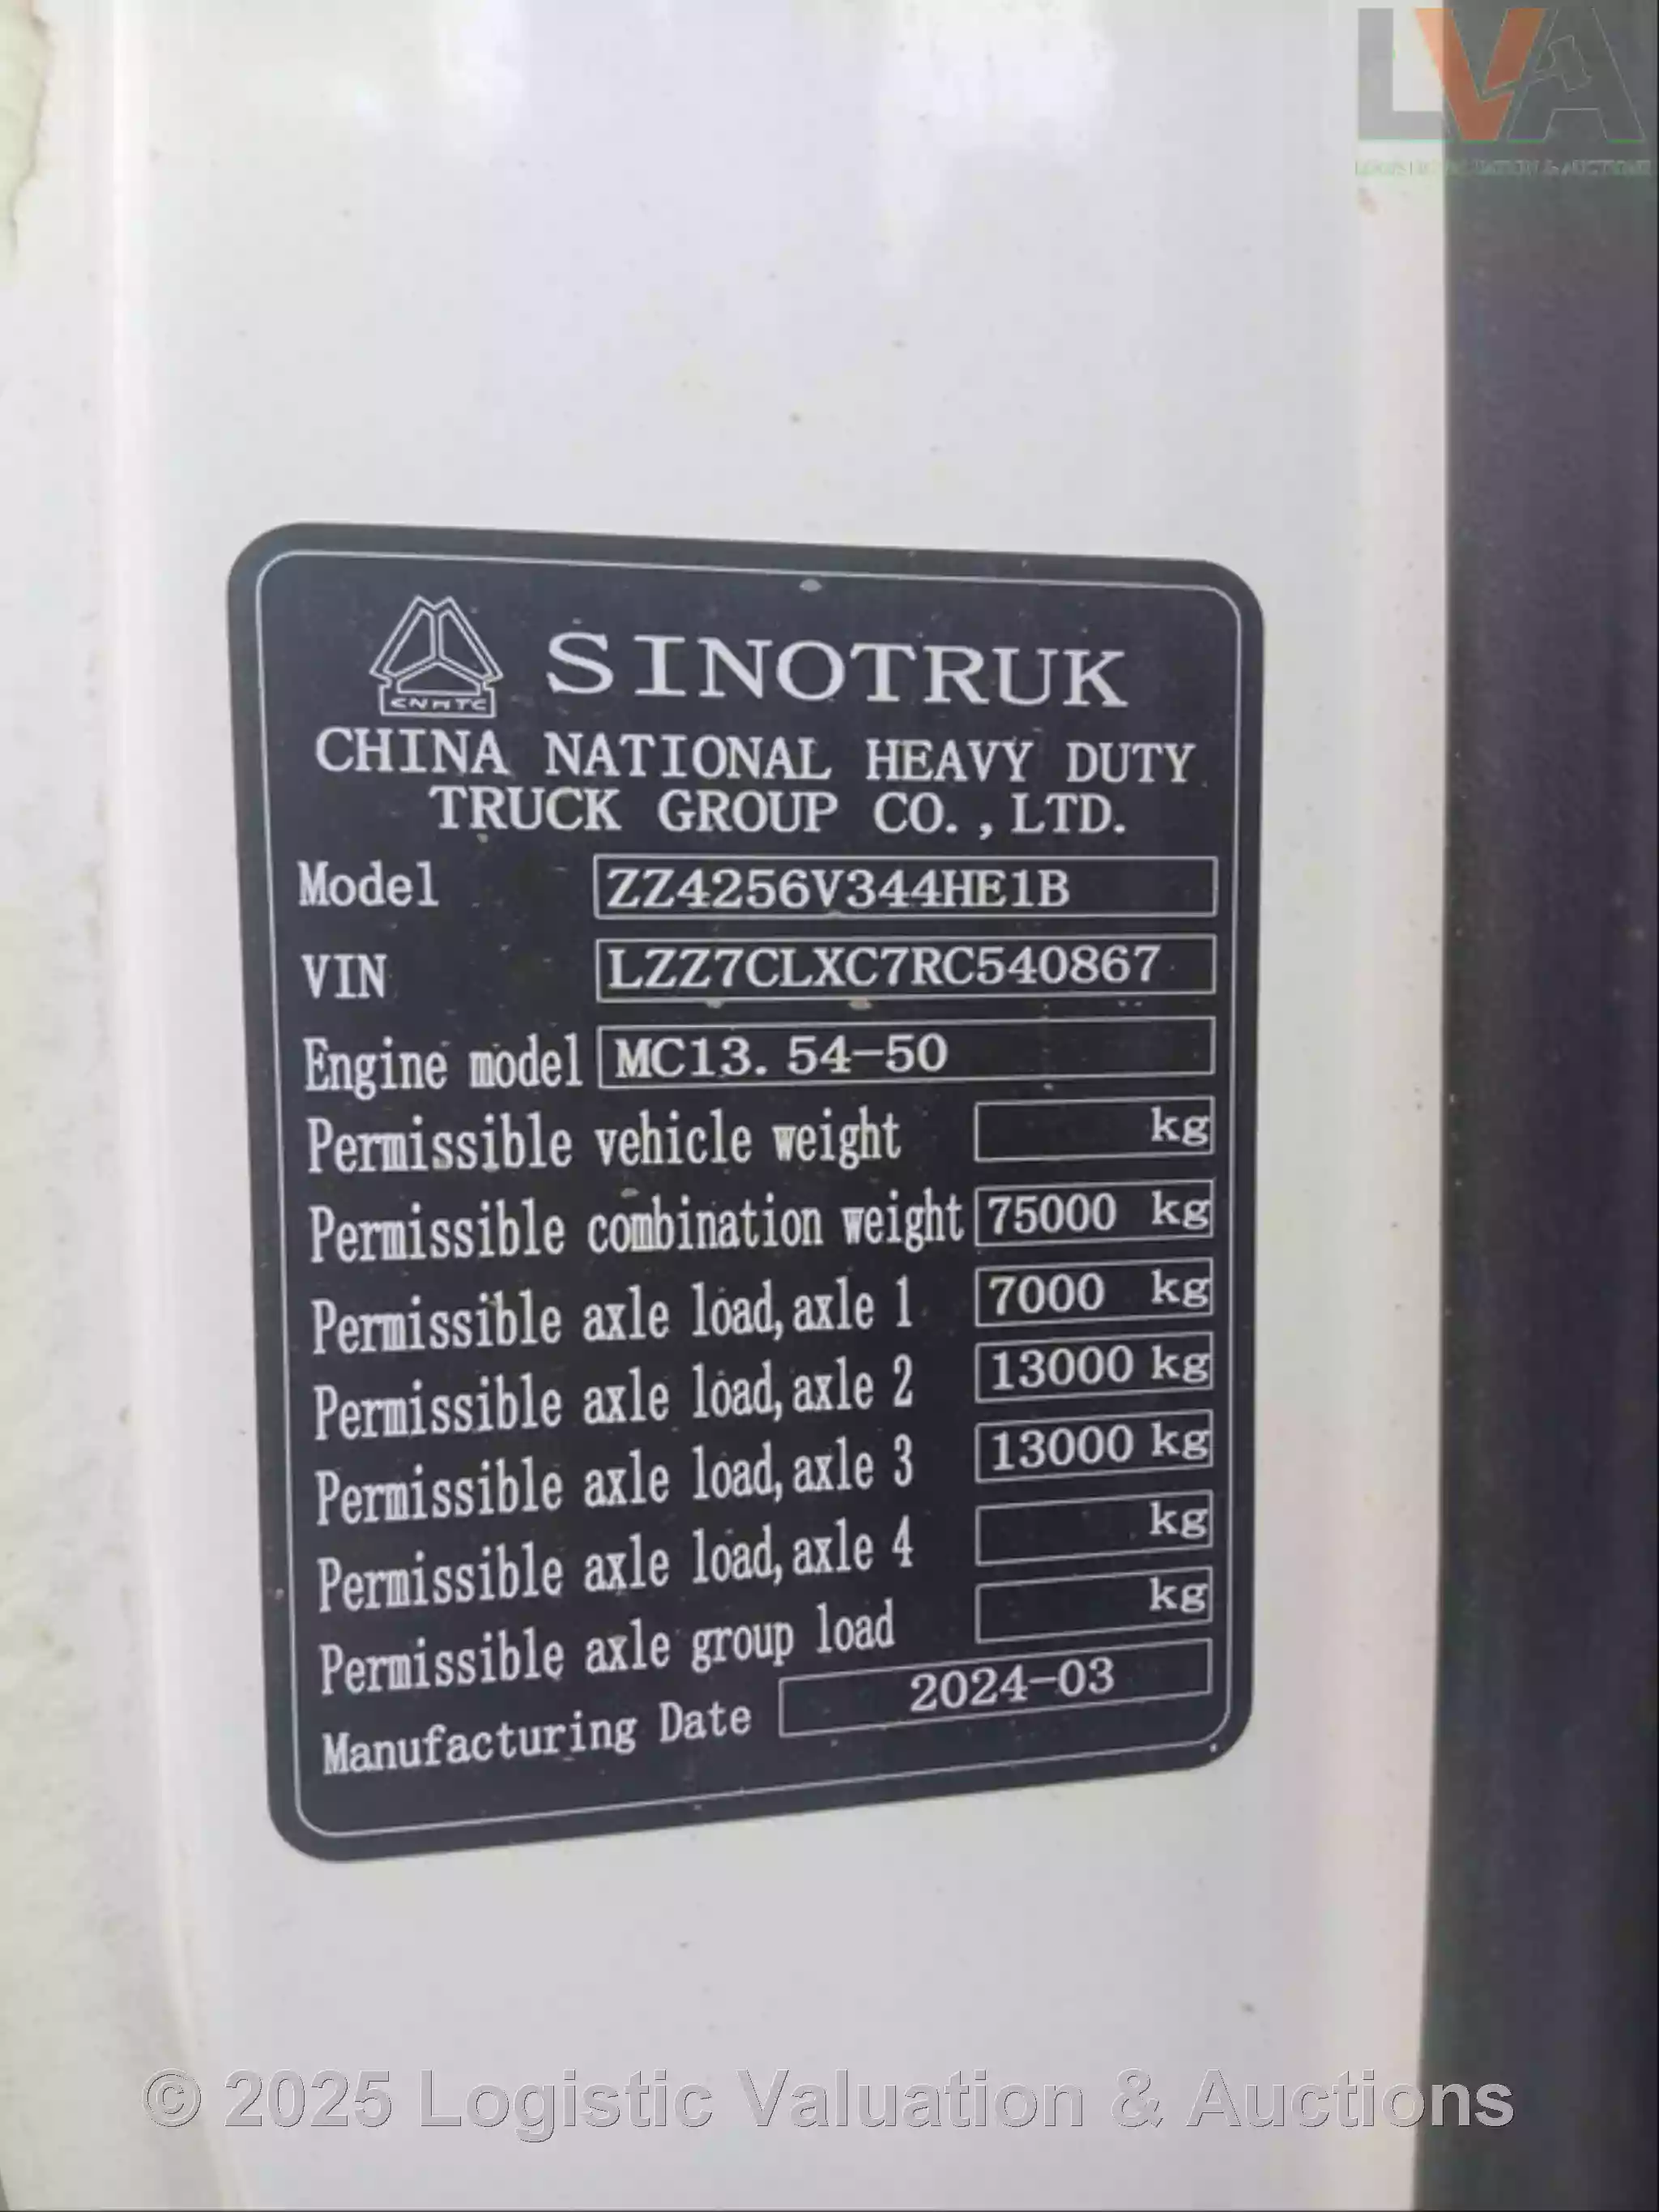 LVA
LOGISTIC VALUATION & AUCTIONS
CNHTC
SINOTRUK
CHINA NATIONAL HEAVY DUTY
TRUCK GROUP CO.,LTD.
Model ZZ4256V344HE1B
VIN LZZ7CLXC7RC540867
Engine model MC13.54-50
Permissible vehicle weight kg
Permissible combination weight 75000 kg
Permissible axle load,axle 1 7000 kg
Permissible axle load,axle 2 13000 kg
Permissible axle load,axle 3 13000 kg
Permissible axle load,axle 4 kg
Permissible axle group load kg
Manufacturing Date 2024-03
© 2025 Logistic Valuation & Auctions